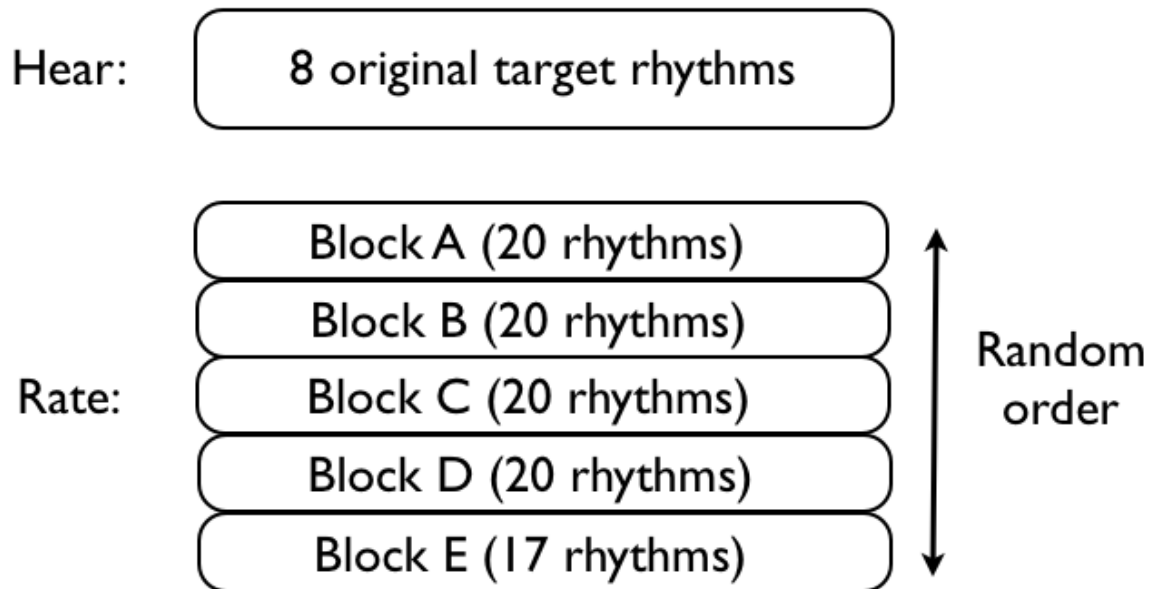 Hear:
8 original target rhythms
Block A (20 rhythms)
Block B (20 rhythms)
Rate:
Block C (20 rhythms)
Block D (20 rhythms)
Block E (17 rhythms)
Random
order